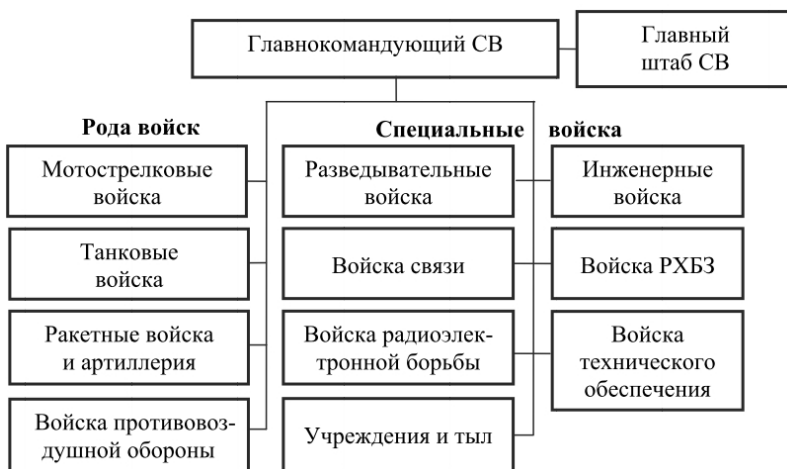 Главнокомандующий СВ
Главный
штаб СВ
Рода войск
Специальные войска
Мотострелковые
войска
Разведывательные
войска
Инженерные
войска
Танковые
войска
Войска связи
Войска РХБЗ
Ракетные войска
и артиллерия
Войска радиоэлек-
тронной борьбы
Войска
технического
обеспечения
Войска противовоз-
душной обороны
Учреждения и тыл